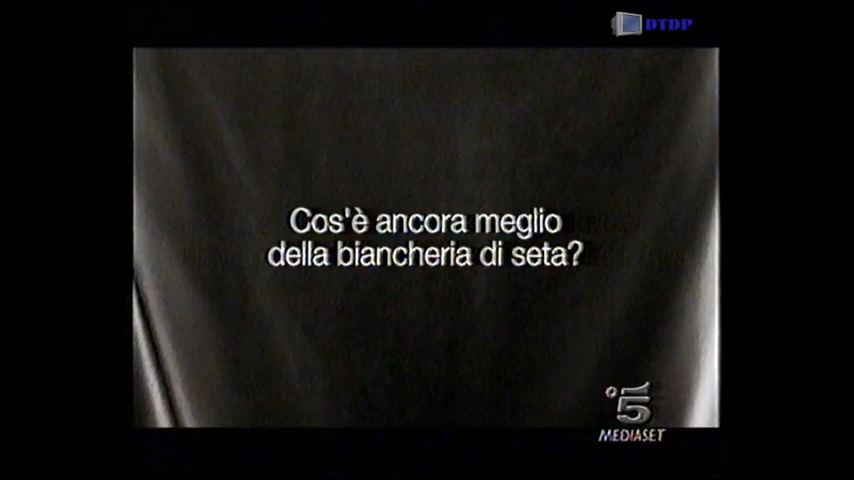 DTDP
Cos'è ancora meglio
della biancheria di seta?
5
MEDIASET